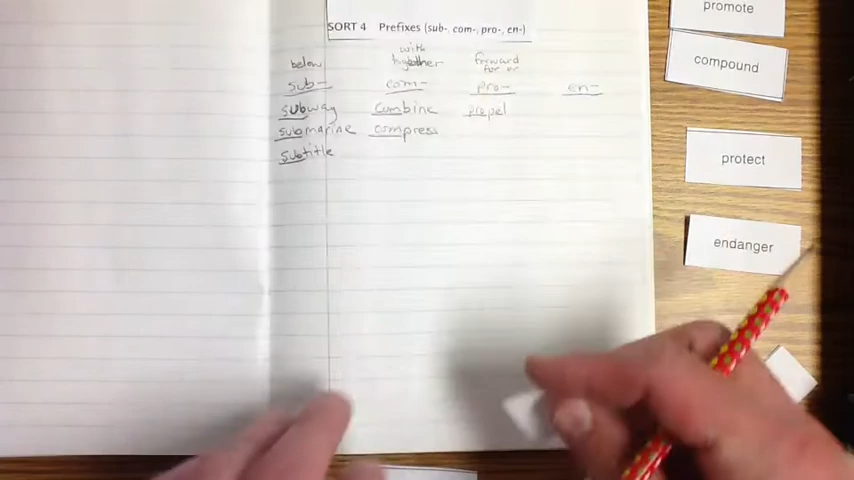 SORT 4 Prefixes (sub-, com-, pro-, en-)
below with together forward for or
sub- com- pro- en-
subway combine propel
submarine compress
subtitle
promote
compound
protect
endanger